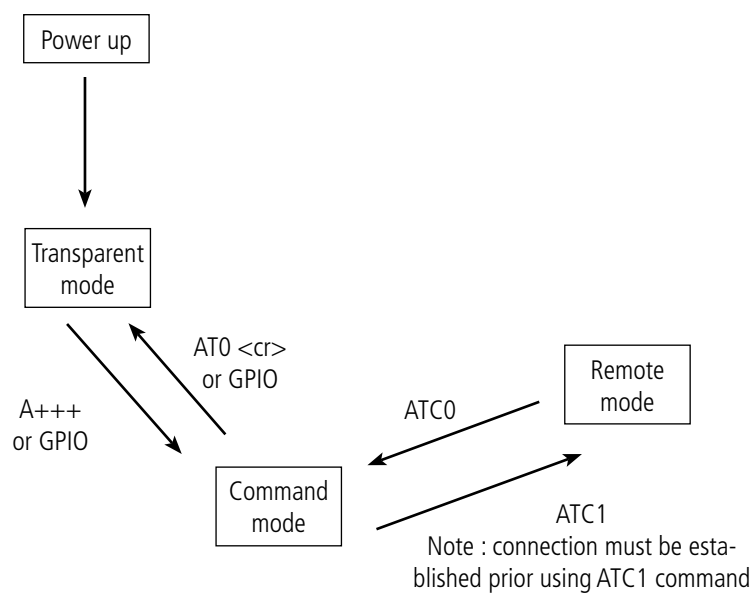 Power up
Transparent
mode
AT0 <cr>
or GPIO
A+++
or GPIO
Remote
mode
ATC0
Command
mode
ATC1
Note : connection must be esta-
blished prior using ATC1 command